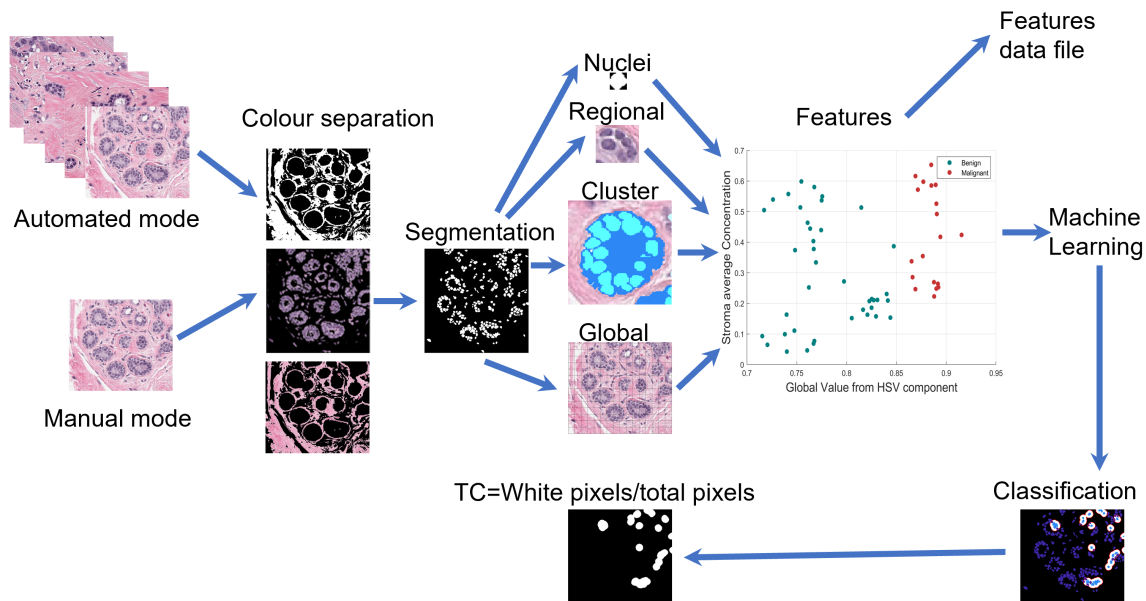 Automated mode
Manual mode
Colour separation
Segmentation
Nuclei
Regional
Cluster
Global
Features
Features
data file
Benign
Malignant
Stroma average Concentration
0.7
0.6
0.5
0.4
0.3
0.2
0.1
0
0.7
0.75
0.8
0.85
0.9
0.95
Global Value from HSV component
Machine
Learning
Classification
TC=White pixels/total pixels